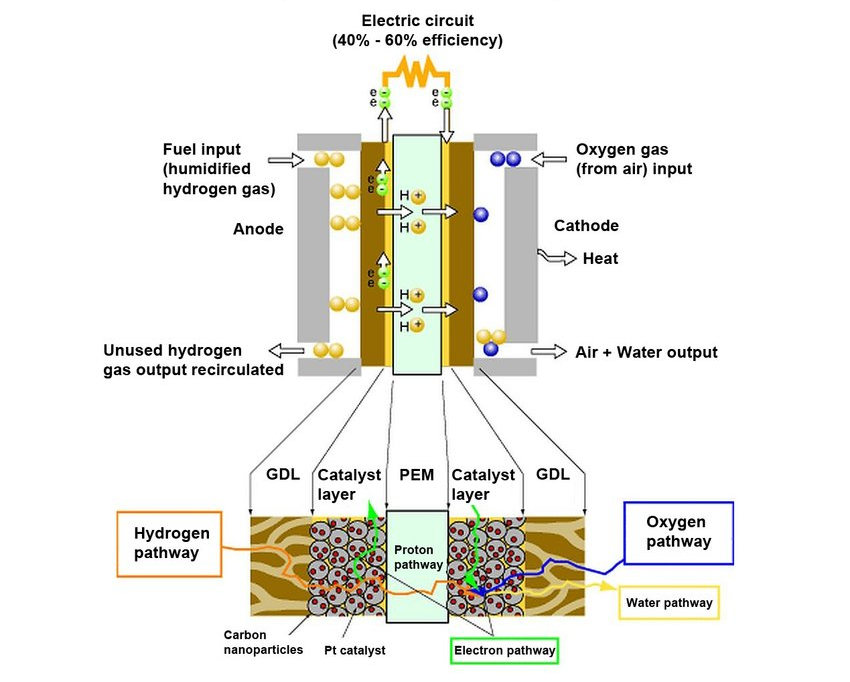 Electric circuit
(40% - 60% efficiency)
e
e
e
e
Fuel input
(humidified
hydrogen gas)
Oxygen gas
(from air) input
e
e
H +
H +
Anode
Cathode
Heat
e
e
H +
H +
Unused hydrogen
gas output recirculated
Air + Water output
GDL
Catalyst
layer
PEM
Catalyst
layer
GDL
Hydrogen
pathway
Proton
pathway
Oxygen
pathway
Water pathway
Carbon
nanoparticles
Pt catalyst
Electron pathway